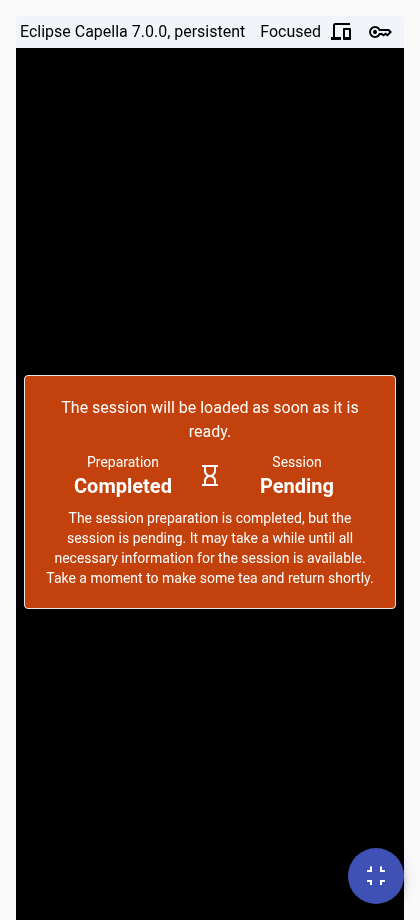 Eclipse Capella 7.0.0, persistent Focused
The session will be loaded as soon as it is
ready.
Preparation Session
Completed Pending
The session preparation is completed, but the
session is pending. It may take a while until all
necessary information for the session is available.
Take a moment to make some tea and return shortly.